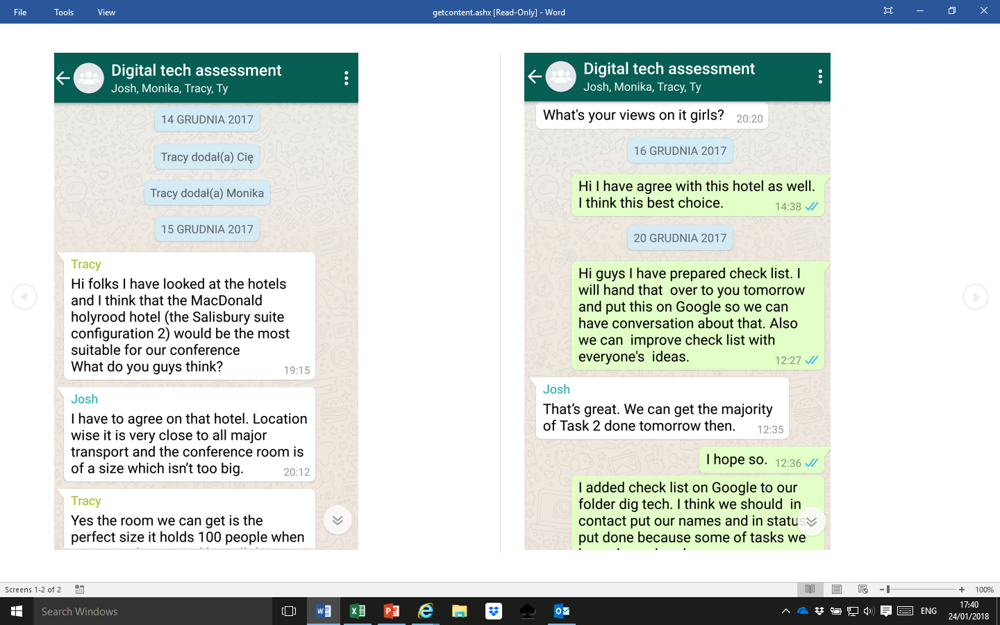 File Tools View getcontent.ashx [Read-Only] - Word
Digital tech assessment
Josh, Monika, Tracy, Ty
14 GRUDNIA 2017
Tracy dodał(a) Cię
Tracy dodał(a) Monika
15 GRUDNIA 2017
Tracy
Hi folks I have looked at the hotels
and I think that the MacDonald
holyrood hotel (the Salisbury suite
configuration 2) would be the most
suitable for our conference
What do you guys think? 19:15
Josh
I have to agree on that hotel. Location
wise it is very close to all major
transport and the conference room is
of a size which isn't too big. 20:12
Tracy
Yes the room we can get is the
perfect size it holds 100 people when
Digital tech assessment
Josh, Monika, Tracy, Ty
What's your views on it girls? 20:20
16 GRUDNIA 2017
Hi I have agree with this hotel as well.
I think this best choice. 14:38
20 GRUDNIA 2017
Hi guys I have prepared check list. I
will hand that over to you tomorrow
and put this on Google so we can
have conversation about that. Also
we can improve check list with
everyone's ideas. 12:27
Josh
That's great. We can get the majority
of Task 2 done tomorrow then. 12:35
I hope so. 12:36
I added check list on Google to our
folder dig tech. I think we should in
contact put our names and in status
put done because some of tasks we
Screens 1-2 of 2 100%
Search Windows ENG 17:40
24/01/2018